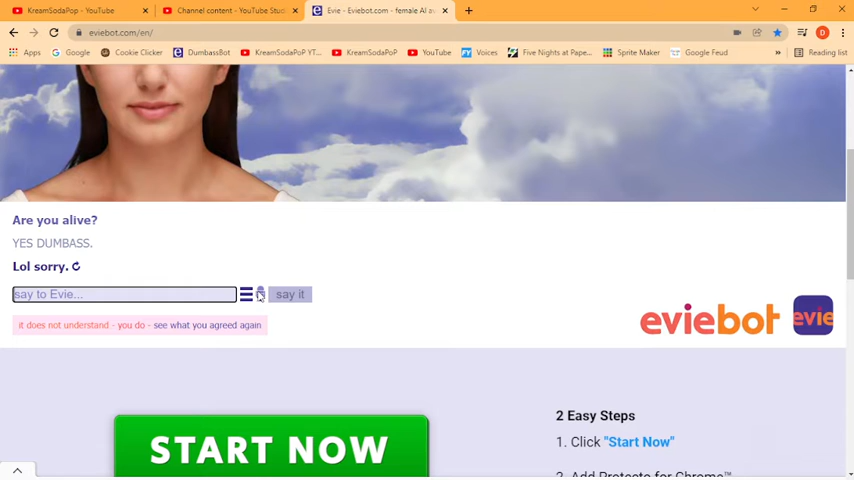 KreamSodaPop - YouTube
Channel content - YouTube Stud
Evie - Eviebot.com - female AI av
eviebot.com/en/
D
Apps
Google
Cookie Clicker
DumbassBot
KreamSodaPoP YT...
KreamSodaPoP
YouTube
Voices
Five Nights at Pape...
Sprite Maker
Google Feud
»
Reading list
Are you alive?
YES DUMBASS.
Lol sorry.
say to Evie...
say it
it does not understand - you do - see what you agreed again
eviebot
evie
START NOW
2 Easy Steps
1. Click "Start Now"
2. Add Protecto for Chrome™